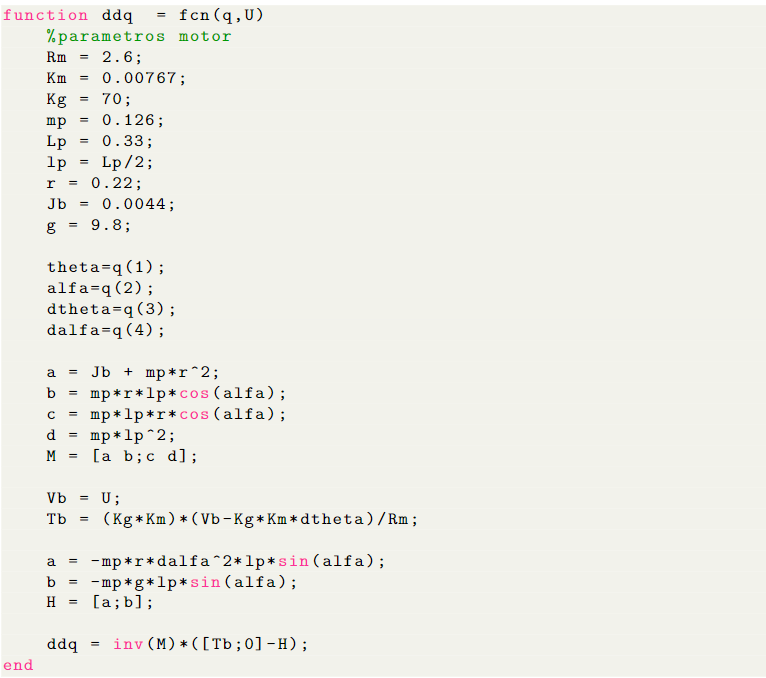 function ddq  = fcn(q,U)
    %parametros motor
    Rm = 2.6;
    Km = 0.00767;
    Kg = 70;
    mp = 0.126;
    Lp = 0.33;
    lp = Lp/2;
    r = 0.22;
    Jb = 0.0044;
    g = 9.8;

    theta=q(1);
    alfa=q(2);
    dtheta=q(3);
    dalfa=q(4);

    a = Jb + mp*r^2;
    b = mp*r*lp*cos(alfa);
    c = mp*lp*r*cos(alfa);
    d = mp*lp^2;
    M = [a b;c d];

    Vb = U;
    Tb = (Kg*Km)*(Vb-Kg*Km*dtheta)/Rm;

    a = -mp*r*dalfa^2*lp*sin(alfa);
    b = -mp*g*lp*sin(alfa);
    H = [a;b];

    ddq = inv(M)*([Tb;0]-H);
end